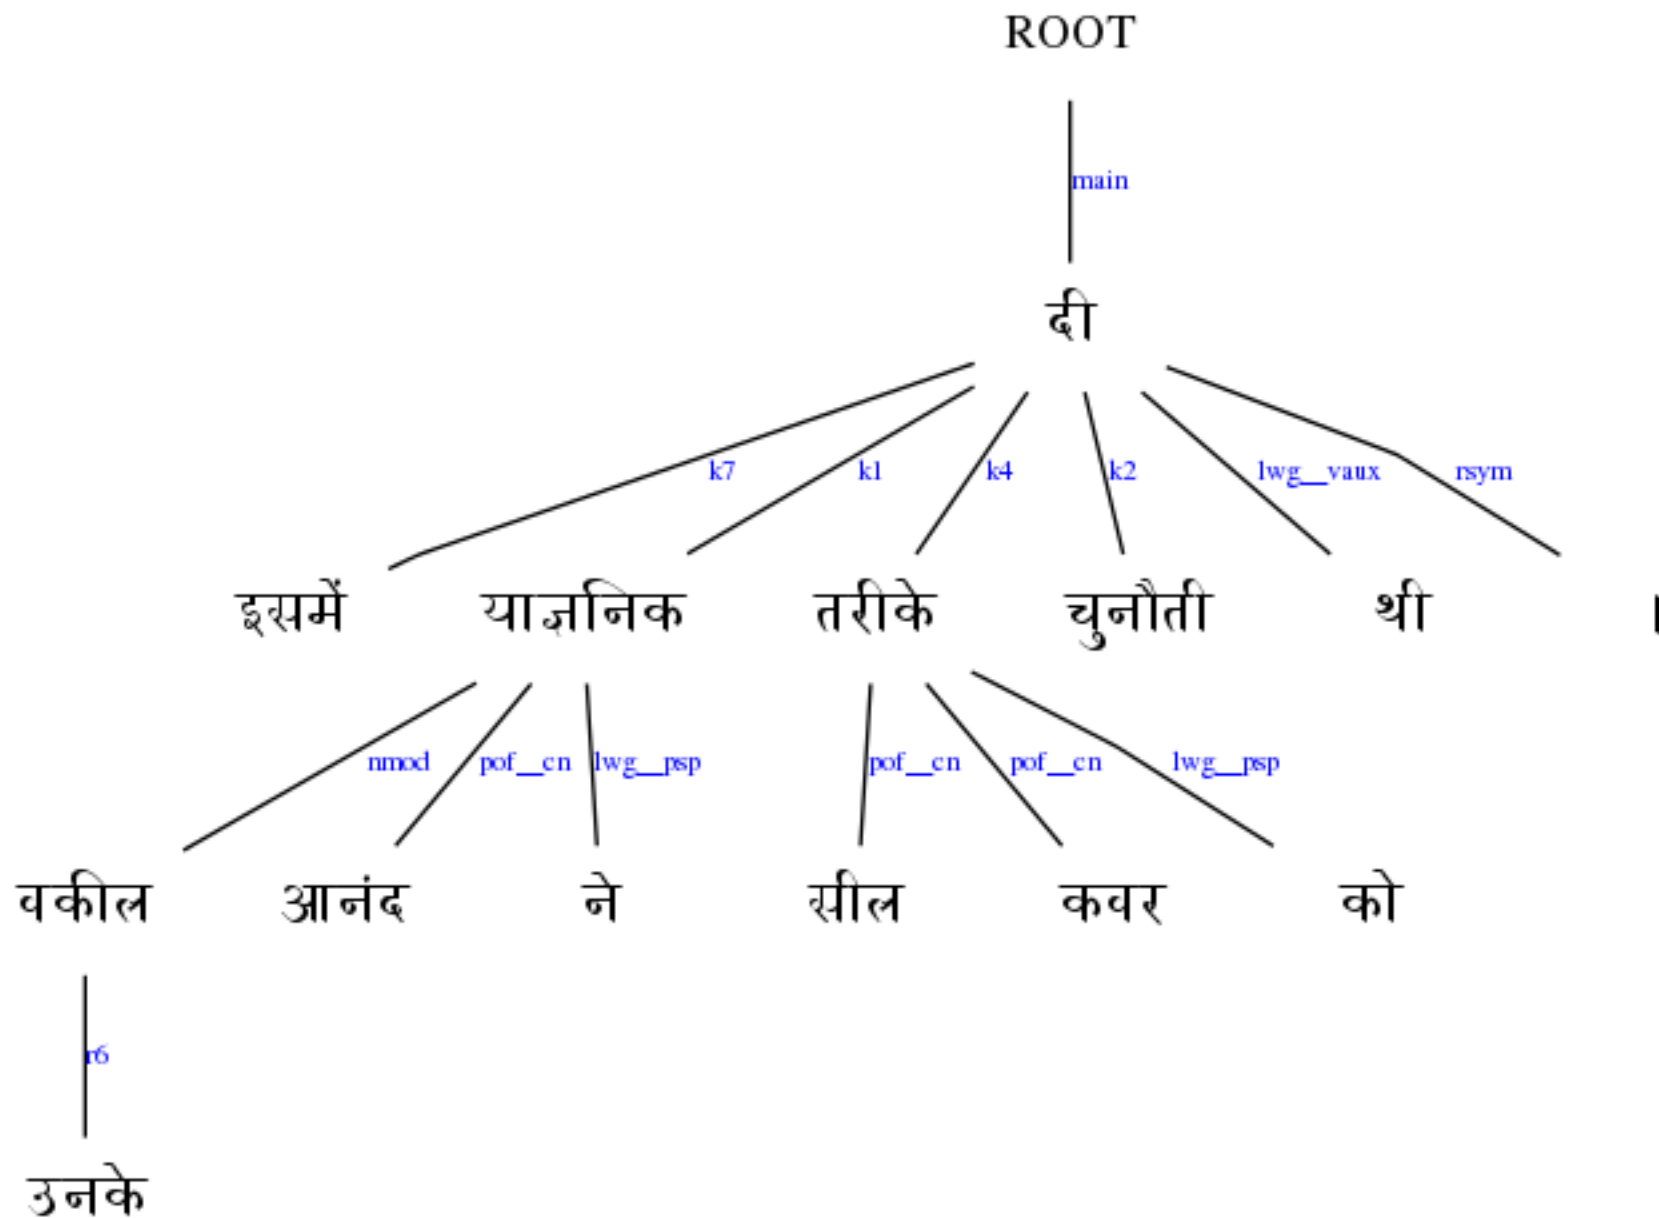 ROOT
main
दी
k7 k1 k4 k2 lwg__vaux rsym
इसमें याज्ञनिक तरीके चुनौती थी ।
nmod pof__cn lwg__psp pof__cn pof__cn lwg__psp
वकील आनंद ने सील कवर को
r6
उनके